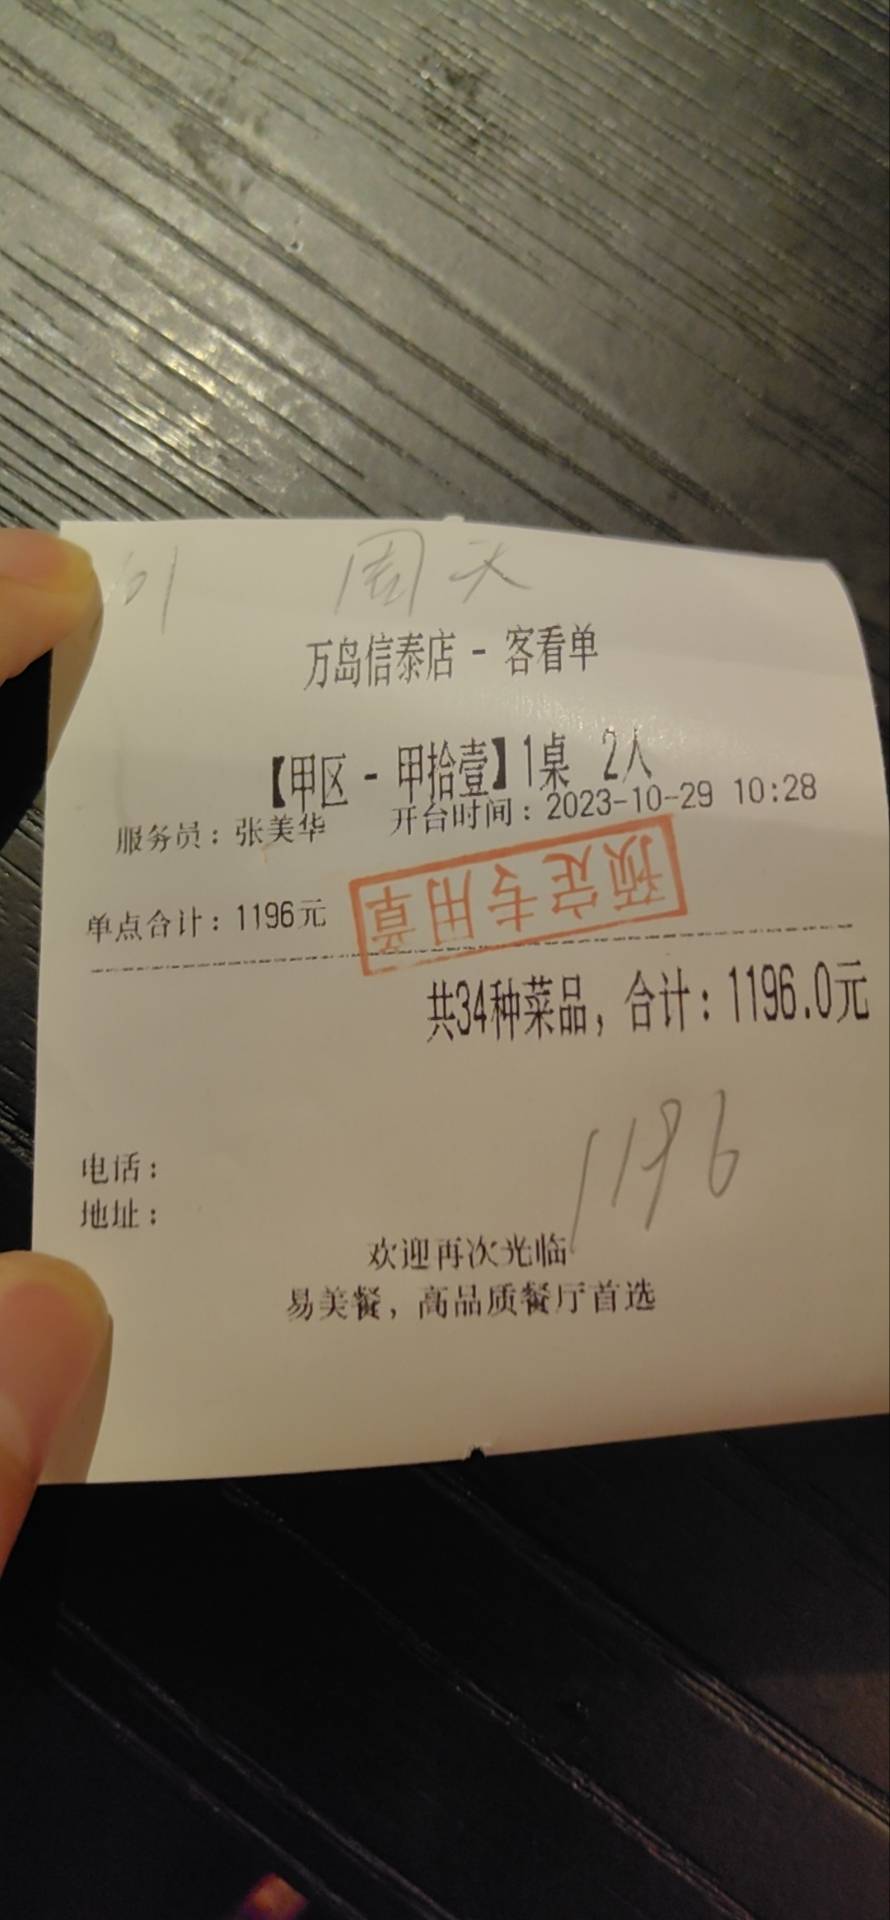 61 周天
万岛信泰店 - 客看单
【甲区 - 甲拾壹】1桌 2人
服务员：张美华 开台时间：2023-10-29 10:28
预定专用章
单点合计：1196元
共34种菜品，合计：1196.0元
1196
电话：
地址：
欢迎再次光临
易美餐，高品质餐厅首选